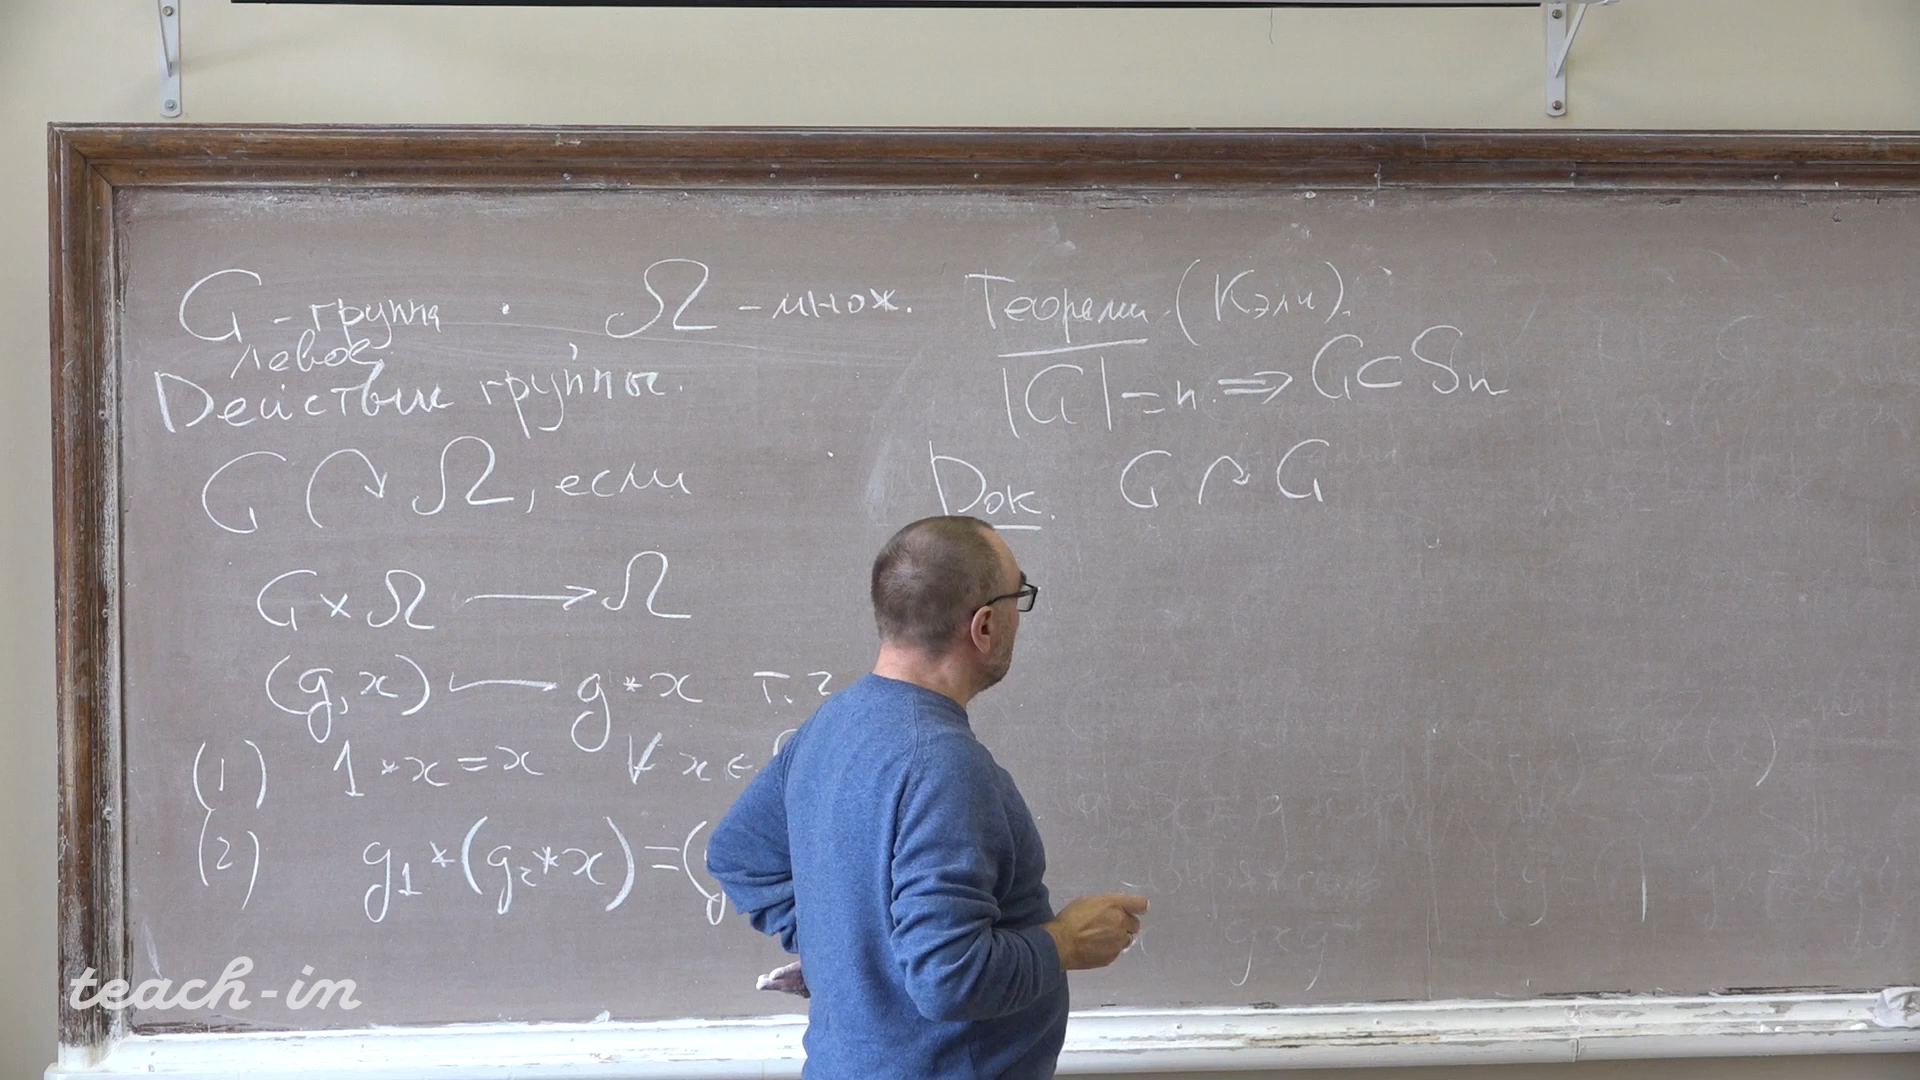 G - группа . Ω - множ.
левое
Действие группы.
G ↷ Ω, если
G × Ω ⟶ Ω
(g, x) ⟼ g * x т.
(1) 1 * x = x ∀ x ∈
(2) g₁ * (g₂ * x) = (g
Теорема. (Кэли).
|G| = n. ⇒ G ⊂ Sₙ
Док. G ↷ G
teach-in